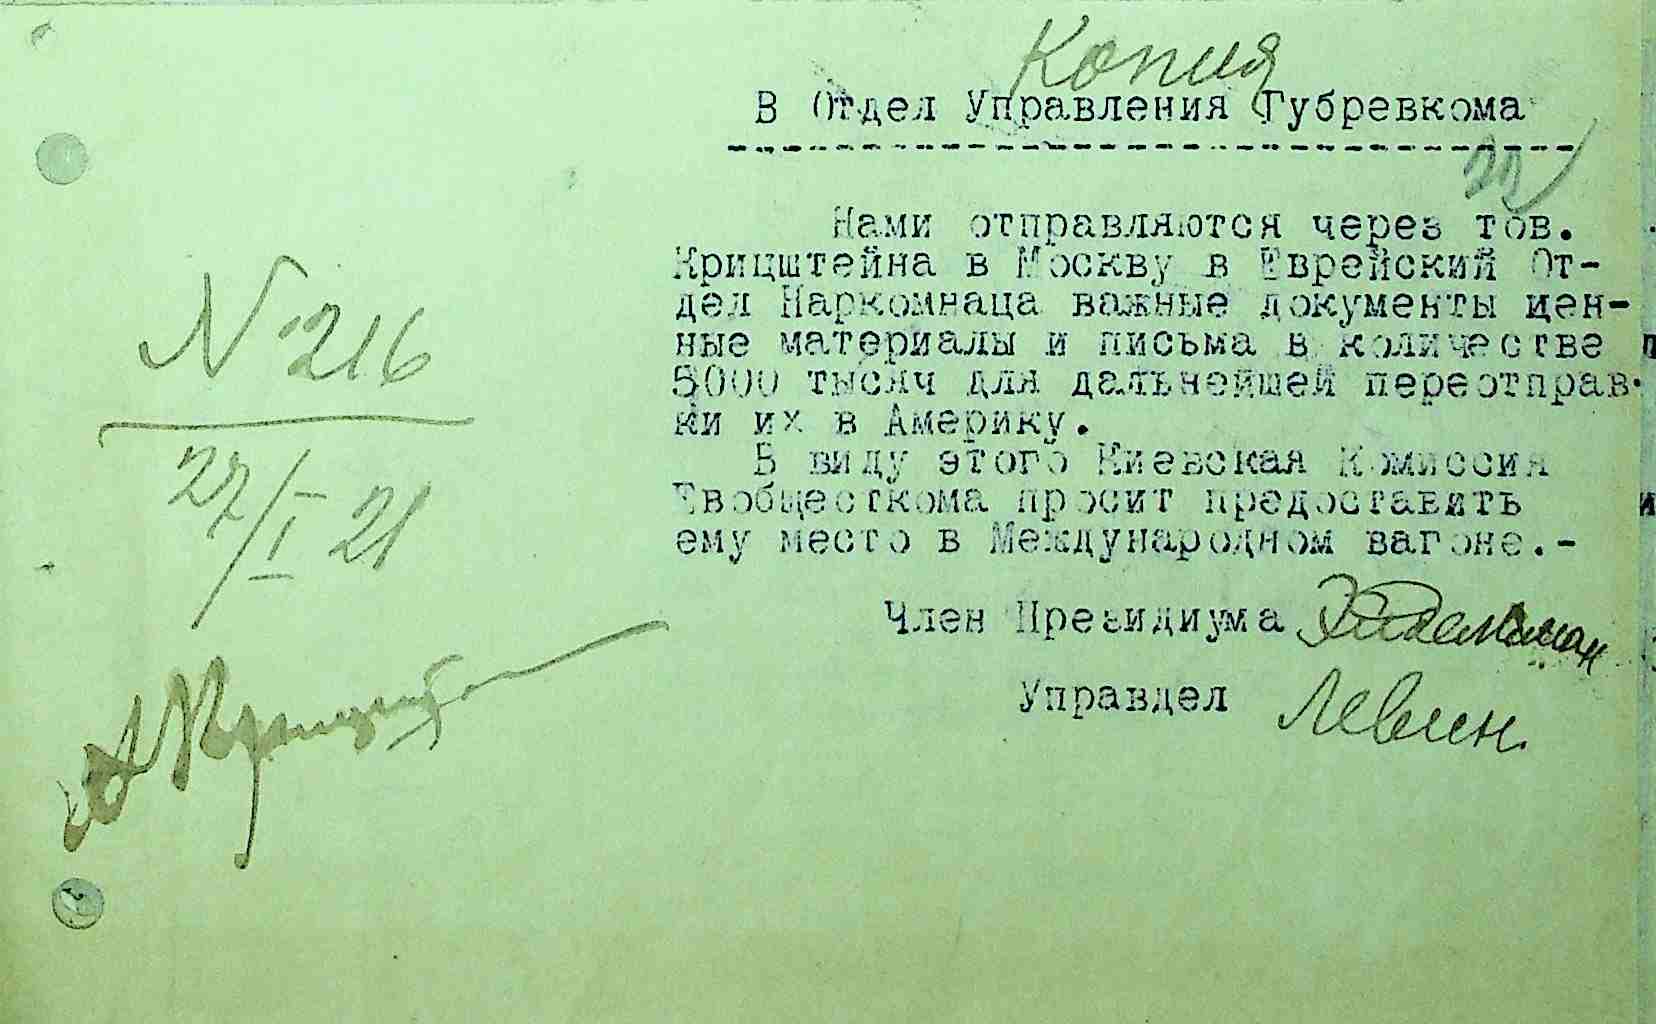 Копия
В Отдел Управления Губревкома
22
Нами отправляются через тов.
Крицштейна в Москву в Еврейский От-
дел Наркомнаца важные документы цен-
ные материалы и письма в количестве
5000 тысяч для дальнейшей переотправ-
ки их в Америку.
В виду этого Киевская Комиссия
Евобщесткома просит предоставить
ему место в Международном вагоне.-
Член Президиума Эйдельман
Управдел Левин.
N 216
27/I 21